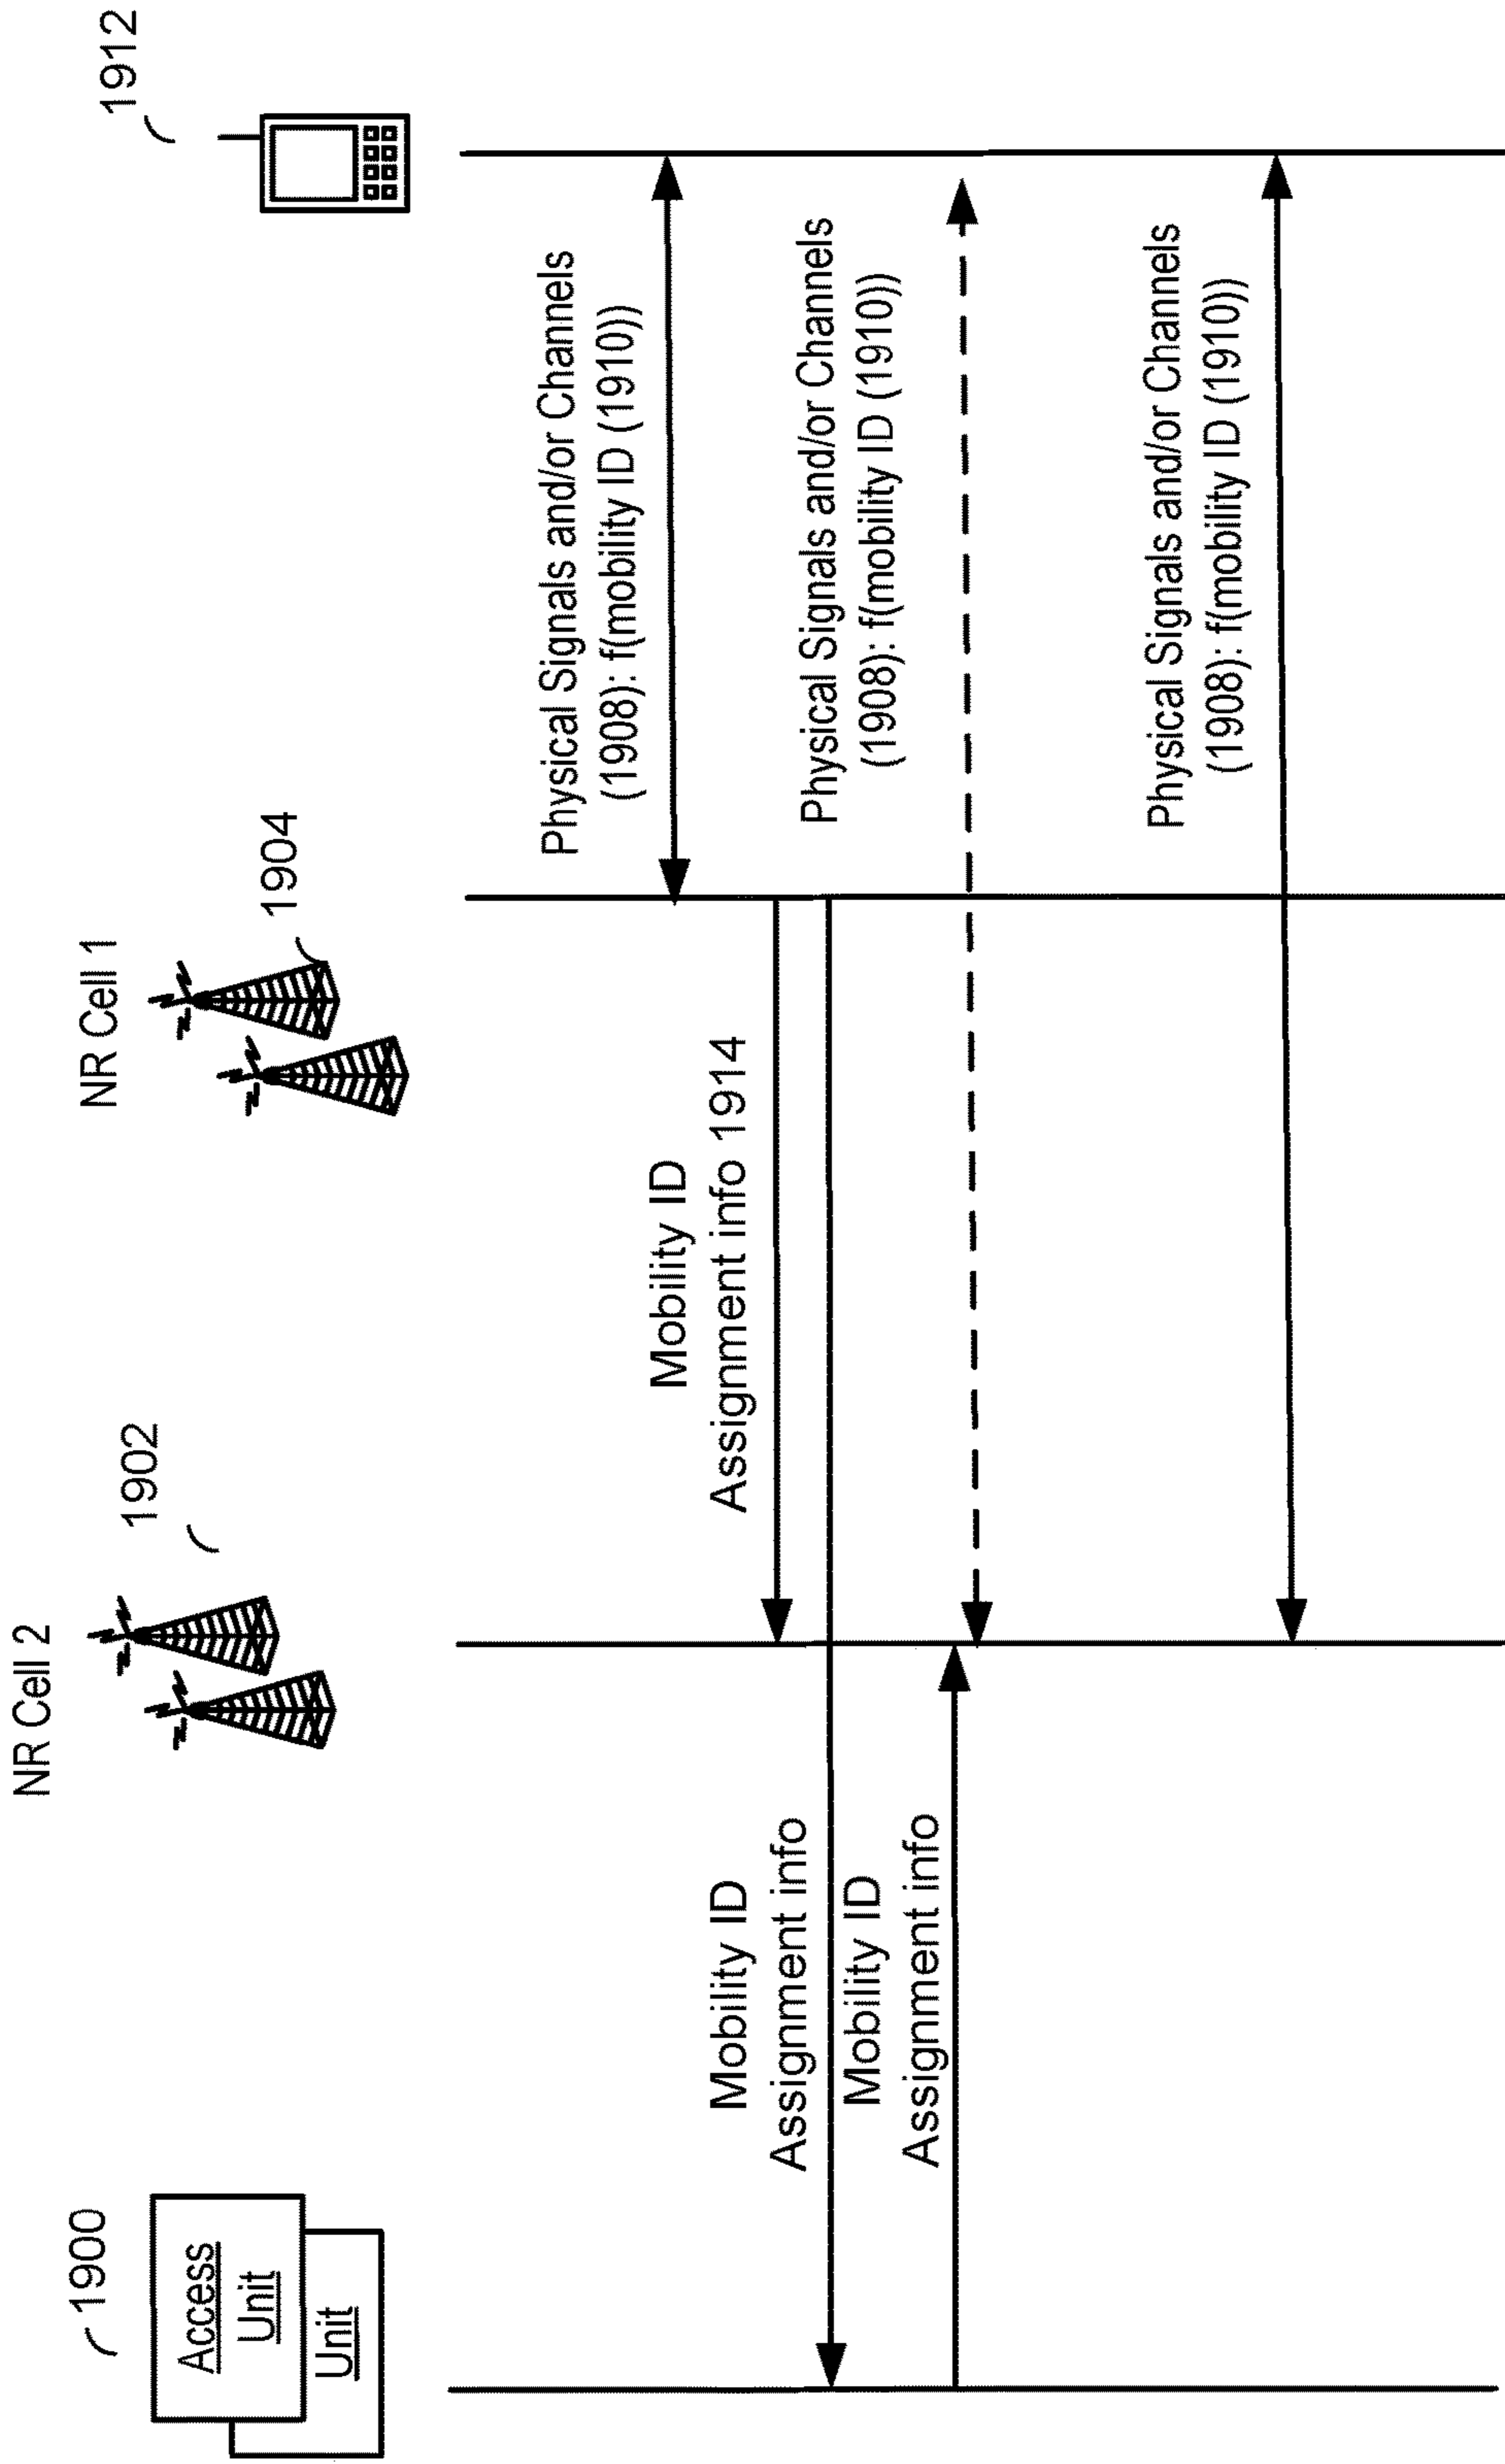 1900
Access
Unit
Unit
NR Cell 2
1902
NR Cell 1
1904
1912
Physical Signals and/or Channels
(1908): f(mobility ID (1910))
Mobility ID
Assignment info 1914
Mobility ID
Assignment info
Mobility ID
Assignment info
Physical Signals and/or Channels
(1908): f(mobility ID (1910))
Physical Signals and/or Channels
(1908): f(mobility ID (1910))